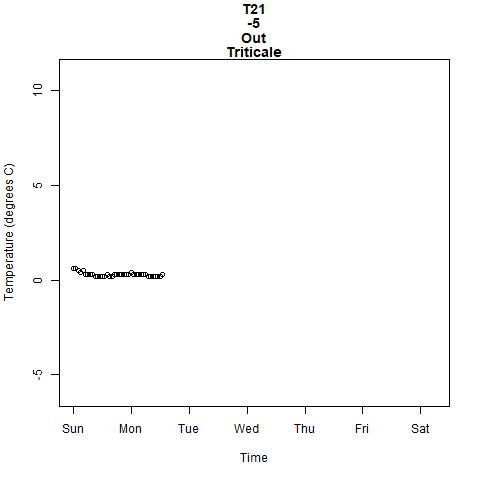 T21
-5
Out
Triticale
Temperature (degrees C)
10
5
0
-5
Sun Mon Tue Wed Thu Fri Sat
Time